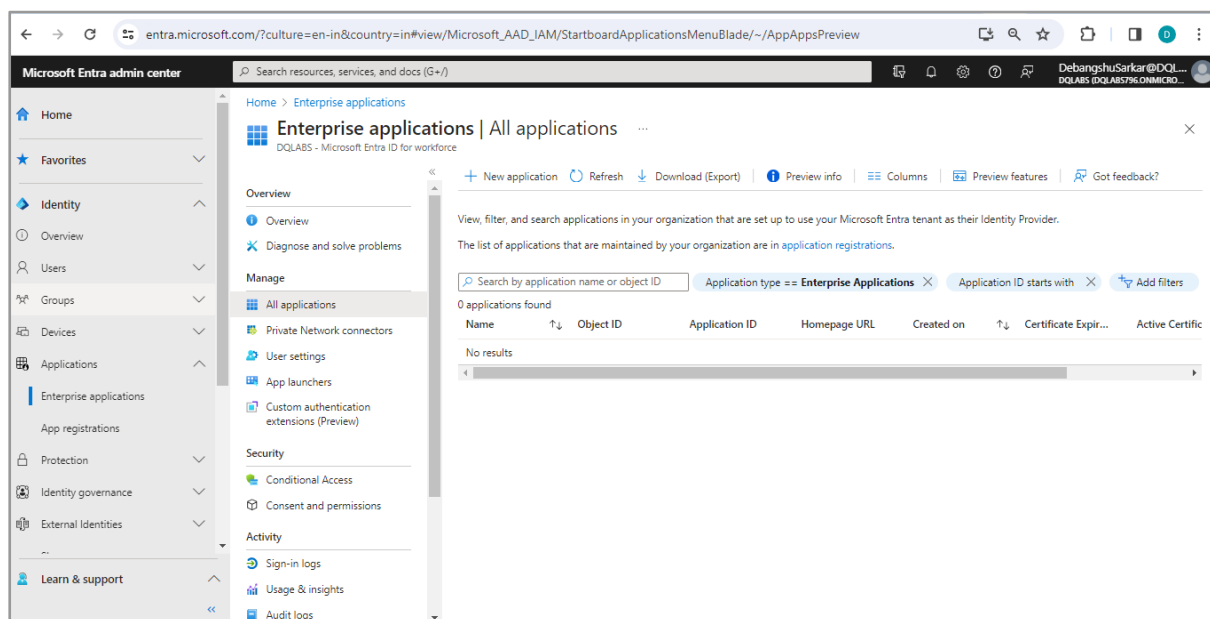 entra.microsoft.com/?culture=en-in&country=in#view/Microsoft_AAD_IAM/StartboardApplicationsMenuBlade/~/AppAppsPreview
D
Microsoft Entra admin center
Search resources, services, and docs (G+/)
DebangshuSarkar@DQL...
DQLABS (DQLABS796.ONMICRO...
Home
Favorites
Identity
Overview
Users
Groups
Devices
Applications
Enterprise applications
App registrations
Protection
Identity governance
External Identities
Learn & support
Home > Enterprise applications
Enterprise applications | All applications ...
DQLABS - Microsoft Entra ID for workforce
Overview
Overview
Diagnose and solve problems
Manage
All applications
Private Network connectors
User settings
App launchers
Custom authentication
extensions (Preview)
Security
Conditional Access
Consent and permissions
Activity
Sign-in logs
Usage & insights
Audit logs
New application Refresh Download (Export) Preview info Columns Preview features Got feedback?
View, filter, and search applications in your organization that are set up to use your Microsoft Entra tenant as their Identity Provider.
The list of applications that are maintained by your organization are in application registrations.
Search by application name or object ID Application type == Enterprise Applications Application ID starts with Add filters
0 applications found
Name Object ID Application ID Homepage URL Created on Certificate Expir... Active Certific
No results